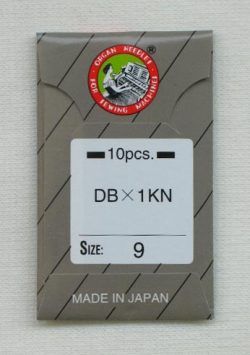 ORGAN NEEDLES
FOR SEWING MACHINES
®
10pcs.
DB×1KN
SIZE: 9
MADE IN JAPAN